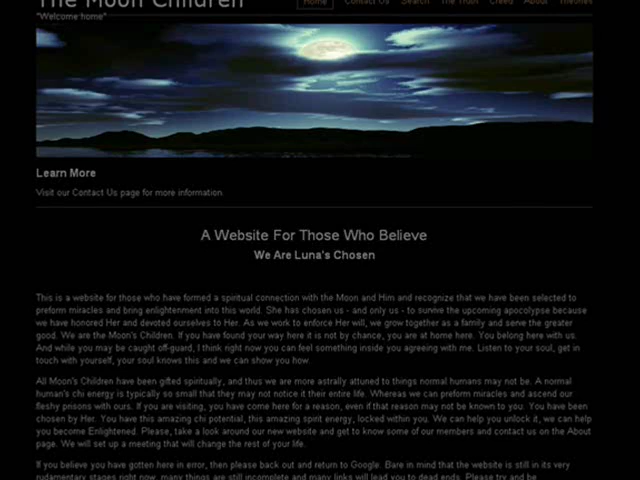 The Moon Children
Home Contact Us Search The Truth Creed About Theories
"Welcome home"
Learn More
Visit our Contact Us page for more information
A Website For Those Who Believe
We Are Luna's Chosen
This is a website for those who have formed a spiritual connection with the Moon and Him and recognize that we have been selected to
preform miracles and bring enlightenment into this world. She has chosen us - and only us - to survive the upcoming apocolypse because
we have honored Her and devoted ourselves to Her. As we work to enforce Her will, we grow together as a family and serve the greater
good. We are the Moon's Children. If you have found your way here it is not by chance, you are at home here. You belong here with us.
And while you may be caught off-guard, I think right now you can feel something inside you agreeing with me. Listen to your soul, get in
touch with yourself, your soul knows this and we can show you how.
All Moon's Children have been gifted spiritually, and thus we are more astrally attuned to things normal humans may not be. A normal
human's chi energy is typically so small that they may not notice it their entire life. Whereas we can preform miracles and ascend our
fleshy prisons with ours. If you are visiting, you have come here for a reason, even if that reason may not be known to you. You have been
chosen by Her. You have this amazing chi potential, this amazing spirit energy, locked within you. We can help you unlock it, we can help
you become Enlightened. Please, take a look around our new website and get to know some of our members and contact us on the About
page. We will set up a meeting that will change the rest of your life.
If you believe you have gotten here in error, then please back out and return to Google. Bare in mind that the website is still in its very
rudamentary stages right now, many things are still incomplete and many links will lead you to dead ends. Please try and be